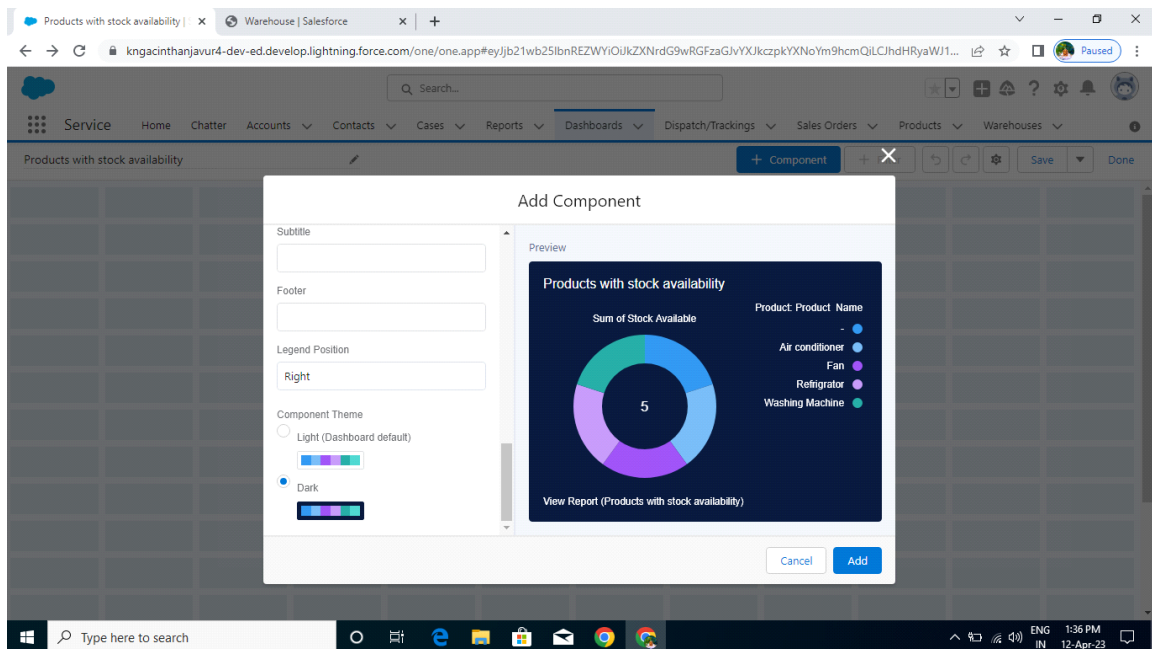 Products with stock availability |
Warehouse | Salesforce
kngacinthanjavur4-dev-ed.develop.lightning.force.com/one/one.app#eyJjb21wb25lbnREZWYiOiJkZXNrdG9wRGFzaGJvYXJkczpkYXNoYm9hcmQiLCJhdHRyaWJ1...
Paused
Search...
Service Home Chatter Accounts Contacts Cases Reports Dashboards Dispatch/Trackings Sales Orders Products Warehouses
Products with stock availability
+ Component
Save
Done
Add Component
Subtitle
Footer
Legend Position
Right
Component Theme
Light (Dashboard default)
Dark
Preview
Products with stock availability
Sum of Stock Available
Product: Product Name
-
Air conditioner
Fan
Refrigrator
Washing Machine
5
View Report (Products with stock availability)
Cancel
Add
Type here to search
ENG
IN
1:36 PM
12-Apr-23